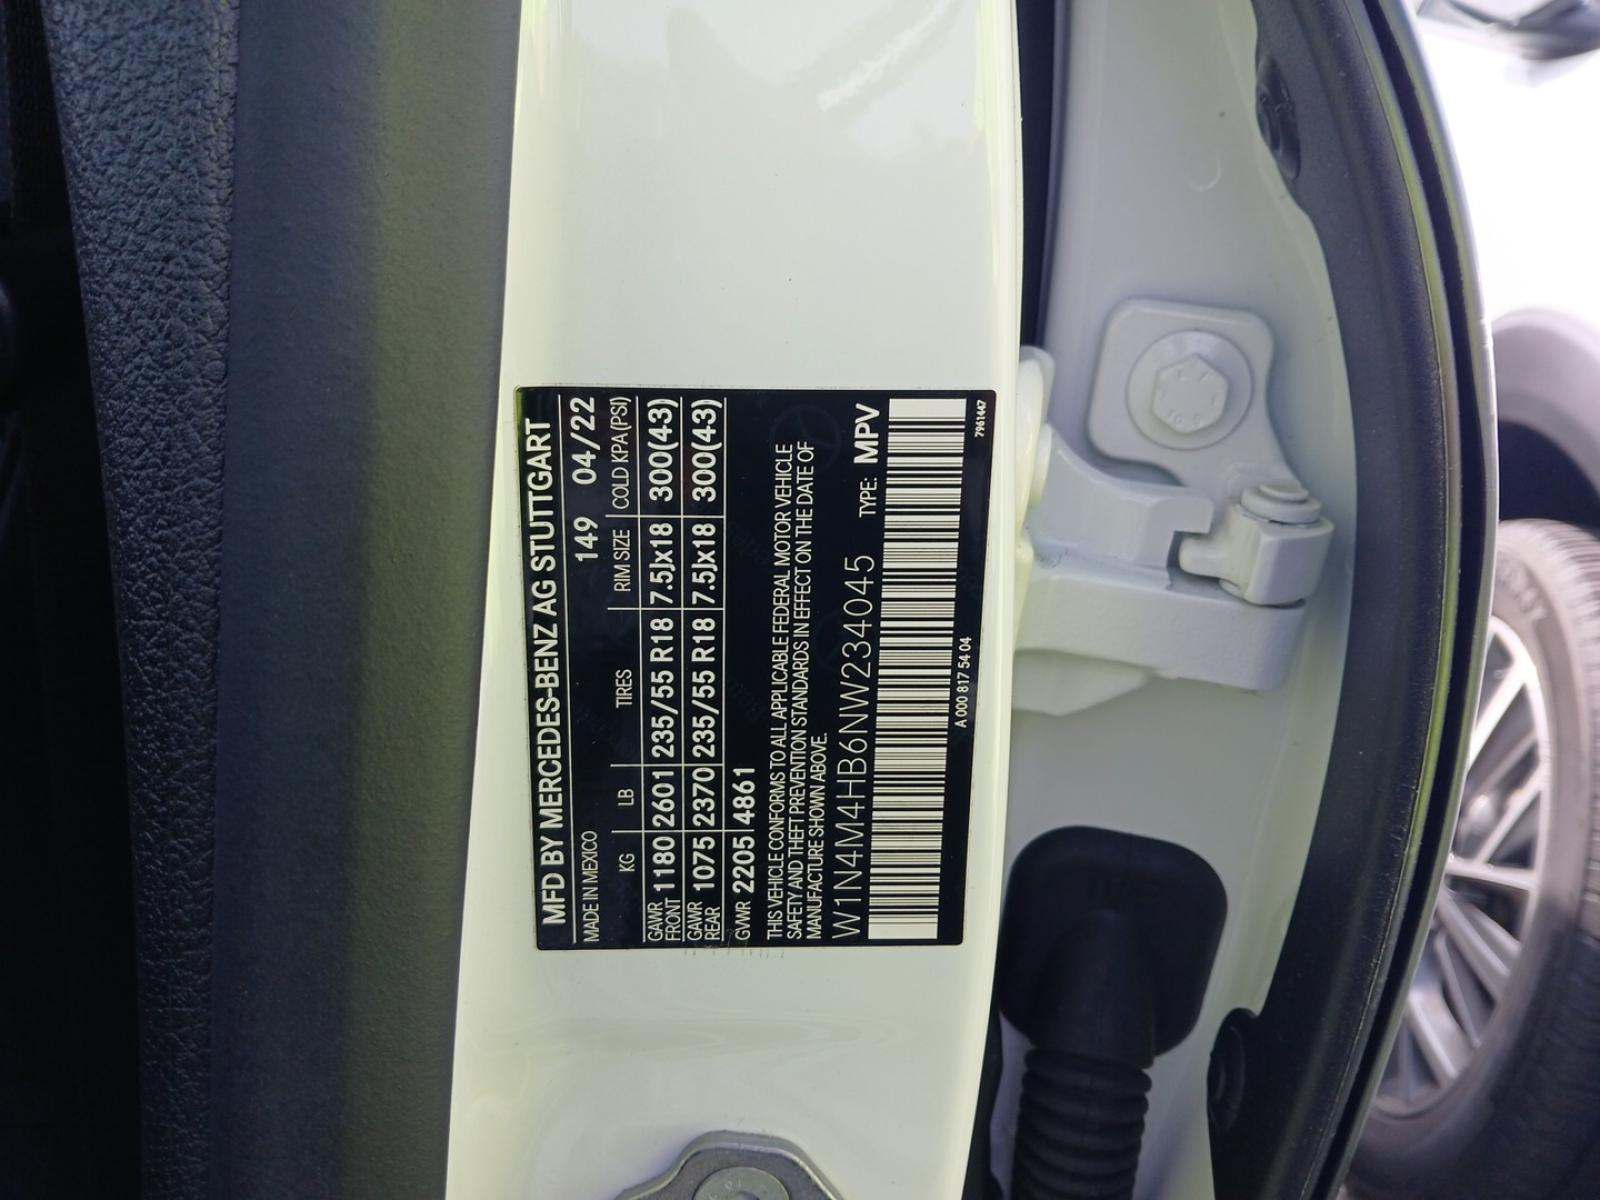 MFD BY MERCEDES-BENZ AG STUTTGART
MADE IN MEXICO 149 04/22
KG LB TIRES RIM SIZE COLD KPA (PSI)
GAWR FRONT 1180 2601 235/55 R18 7.5Jx18 300(43)
GAWR REAR 1075 2370 235/55 R18 7.5Jx18 300(43)
GVWR 2205 4861
THIS VEHICLE CONFORMS TO ALL APPLICABLE FEDERAL MOTOR VEHICLE
SAFETY AND THEFT PREVENTION STANDARDS IN EFFECT ON THE DATE OF
MANUFACTURE SHOWN ABOVE.
W1N4M4HB6NW234045 TYPE: MPV
A 000 817 54 04 7961447